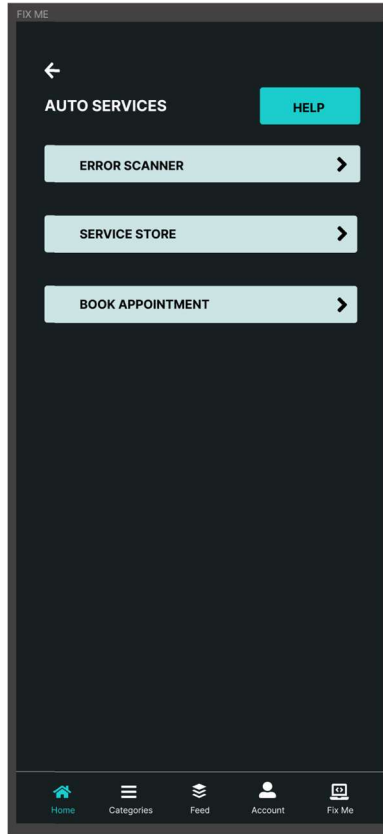 FIX ME
AUTO SERVICES
HELP
ERROR SCANNER
SERVICE STORE
BOOK APPOINTMENT
Home
Categories
Feed
Account
Fix Me